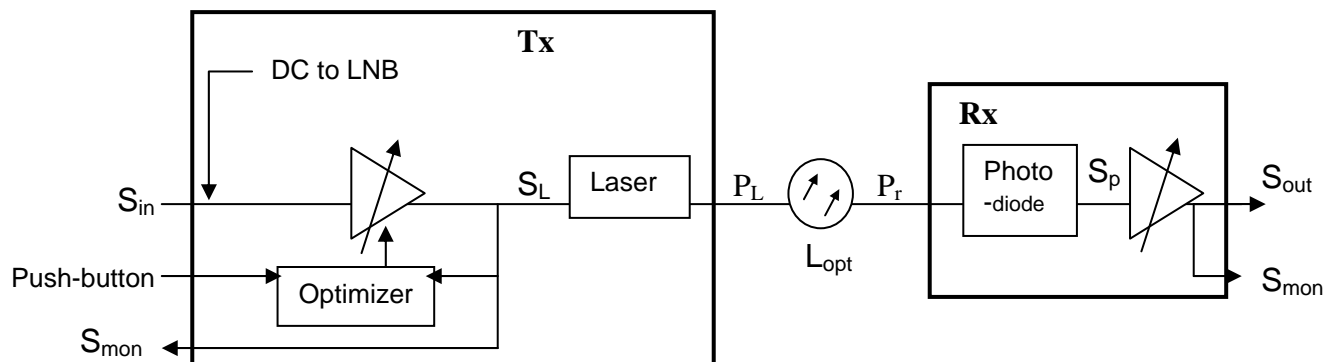 Tx
DC to LNB
Rx
S_in
S_L
Laser
P_L
P_r
Photo
-diode
S_p
S_out
L_opt
Push-button
Optimizer
S_mon
S_mon